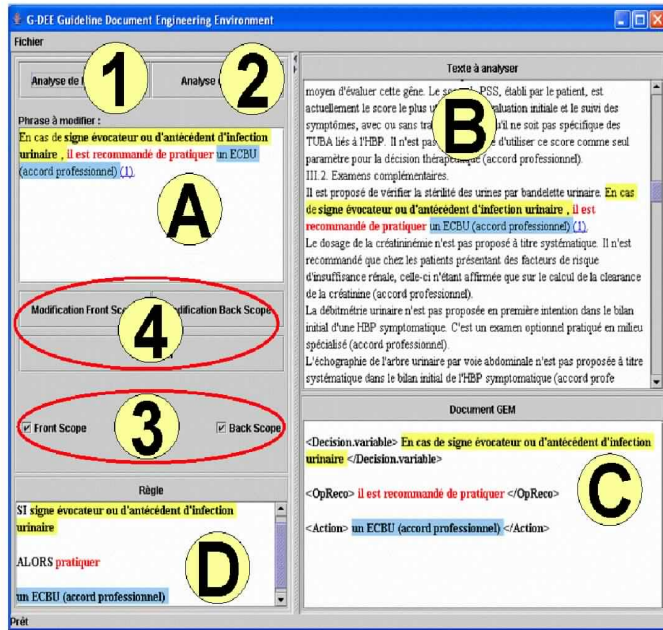 G-DEE Guideline Document Engineering Environment
Fichier
Analyse de
1
Analyse
2
Phrase à modifier :
En cas de signe évocateur ou d'antécédent d'infection
urinaire , il est recommandé de pratiquer un ECBU
(accord professionnel) (1).
A
Modification Front
Back Scope
4
Front Scope
3
Back Scope
Règle
SI signe évocateur ou d'antécédent d'infection
urinaire
ALORS pratiquer
un ECBU (accord professionnel)
D
Prêt
Texte à analyser
moyen d'évaluer cette gêne. Le PSS, établi par le patient, est
actuellement le score le plus évaluation initiale et le suivi des
symptômes, avec ou sans qu'il ne soit pas spécifique des
TUBA liés à l'HBP. Il n'est pas d'utiliser ce score comme seul
paramètre pour la décision thérapeutique (accord professionnel).
III.2. Examens complémentaires.
Il est proposé de vérifier la stérilité des urines par bandelette urinaire. En cas
de signe évocateur ou d'antécédent d'infection urinaire , il est
recommandé de pratiquer un ECBU (accord professionnel) (1).
Le dosage de la créatininémie n'est pas proposé à titre systématique. Il n'est
recommandé que chez les patients présentant des facteurs de risque
d'insuffisance rénale, celle-ci n'étant affirmée que sur le calcul de la clearance
de la créatinine (accord professionnel).
La débitmétrie urinaire n'est pas proposée en première intention dans le bilan
initial d'une HBP symptomatique. C'est un examen optionnel pratiqué en milieu
spécialisé (accord professionnel).
L'échographie de l'arbre urinaire par voie abdominale n'est pas proposée à titre
systématique dans le bilan initial de l'HBP symptomatique (accord profe
B
Document GEM
<Decision.variable> En cas de signe évocateur ou d'antécédent d'infection
urinaire </Decision.variable>
<OpReco> il est recommandé de pratiquer </OpReco>
<Action> un ECBU (accord professionnel) </Action>
C